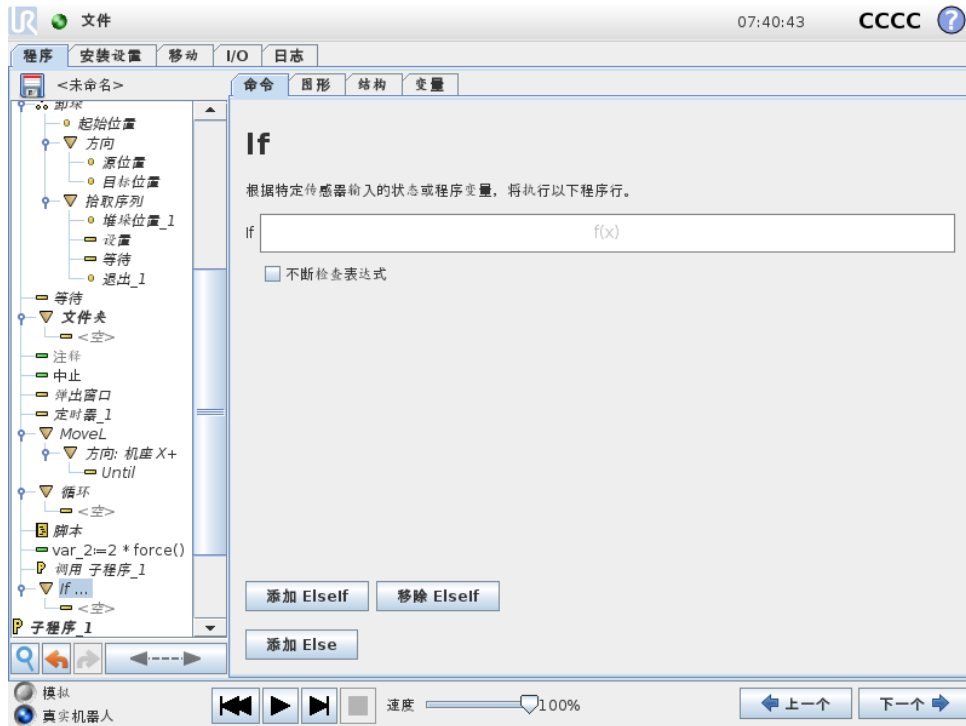 UR 文件 07:40:43 CCCC ?
程序 安装设置 移动 I/O 日志
<未命名> 命令 图形 结构 变量
卸垛
起始位置
方向
源位置
目标位置
拾取序列
堆垛位置_1
设置
等待
退出_1
等待
文件夹
<空>
注释
中止
弹出窗口
定时器_1
MoveL
方向: 机座 X+
Until
循环
<空>
脚本
var_2≔2 * force()
调用 子程序_1
If ...
<空>
子程序_1
If
根据特定传感器输入的状态或程序变量，将执行以下程序行。
If f(x)
不断检查表达式
添加 ElseIf 移除 ElseIf
添加 Else
模拟
真实机器人
速度 100%
上一个 下一个